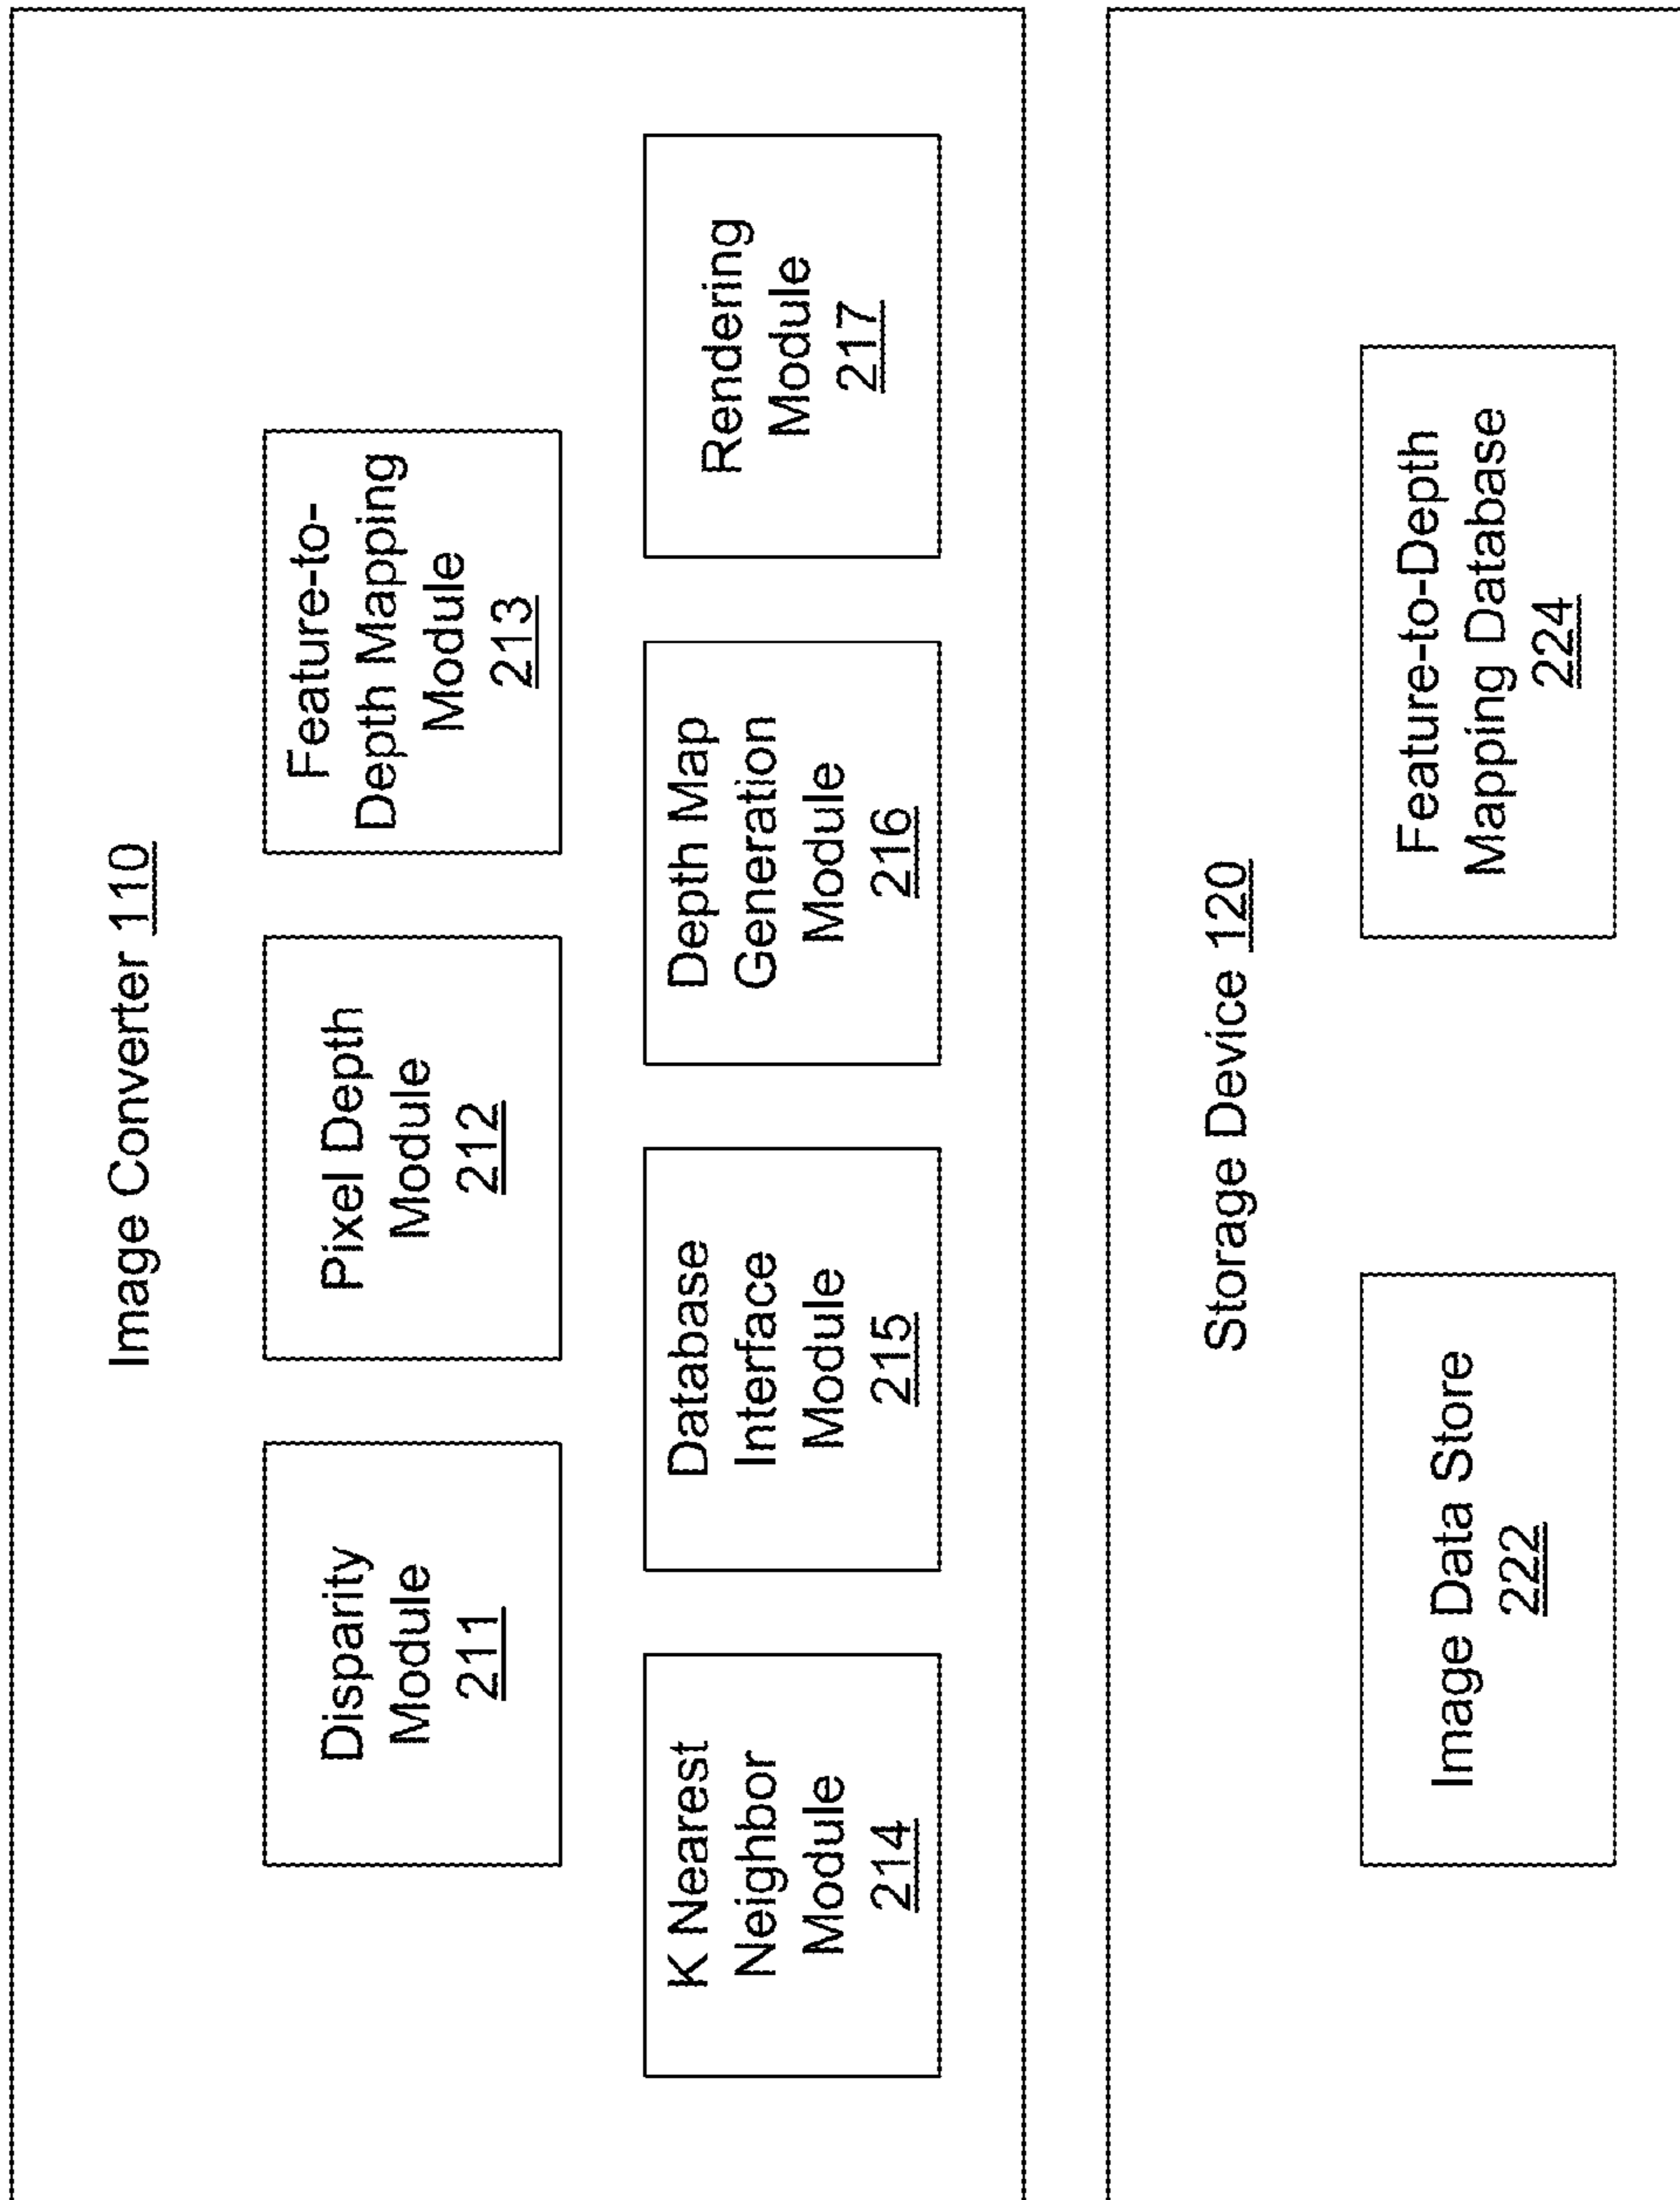 Image Converter 110
Disparity
Module
211
Pixel Depth
Module
212
Feature-to-
Depth Mapping
Module
213
K Nearest
Neighbor
Module
214
Database
Interface
Module
215
Depth Map
Generation
Module
216
Rendering
Module
217
Storage Device 120
Image Data Store
222
Feature-to-Depth
Mapping Database
224